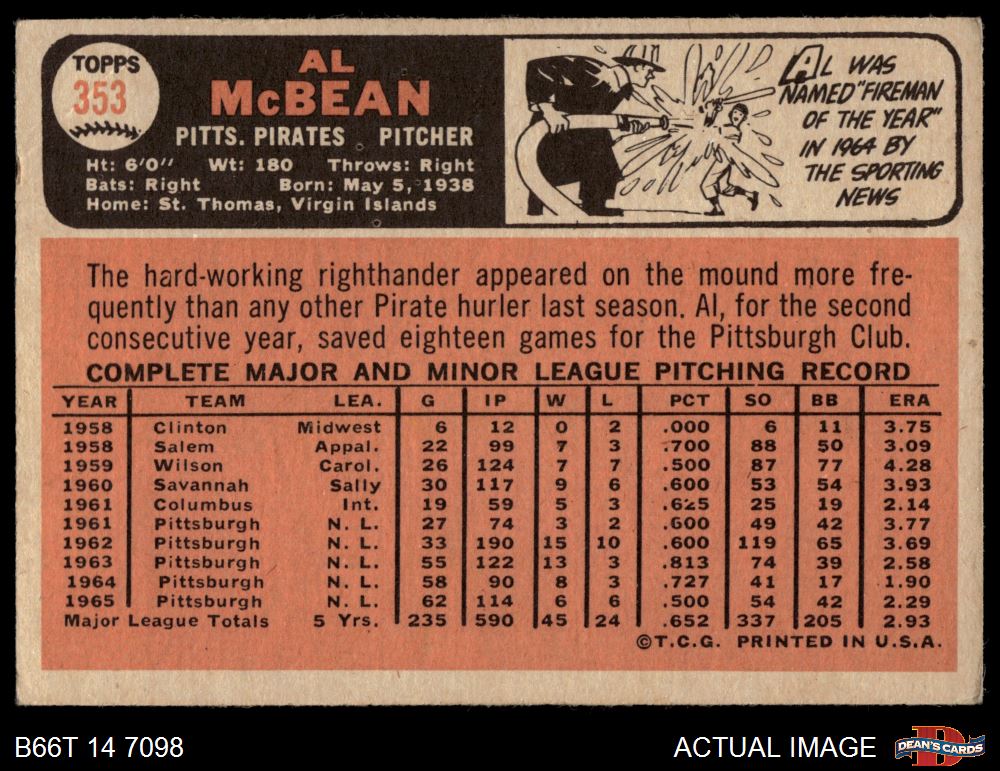 TOPPS
353
AL
McBEAN
PITTS. PIRATES PITCHER
Ht: 6'0" Wt: 180 Throws: Right
Bats: Right Born: May 5, 1938
Home: St. Thomas, Virgin Islands
AL WAS
NAMED "FIREMAN
OF THE YEAR"
IN 1964 BY
THE SPORTING
NEWS
The hard-working righthander appeared on the mound more fre-
quently than any other Pirate hurler last season. Al, for the second
consecutive year, saved eighteen games for the Pittsburgh Club.
COMPLETE MAJOR AND MINOR LEAGUE PITCHING RECORD
YEAR TEAM LEA. G IP W L PCT SO BB ERA
1958 Clinton Midwest 6 12 0 2 .000 6 11 3.75
1958 Salem Appal. 22 99 7 3 .700 88 50 3.09
1959 Wilson Carol. 26 124 7 7 .500 87 77 4.28
1960 Savannah Sally 30 117 9 6 .600 53 54 3.93
1961 Columbus Int. 19 59 5 3 .625 25 19 2.14
1961 Pittsburgh N. L. 27 74 3 2 .600 49 42 3.77
1962 Pittsburgh N. L. 33 190 15 10 .600 119 65 3.69
1963 Pittsburgh N. L. 55 122 13 3 .813 74 39 2.58
1964 Pittsburgh N. L. 58 90 8 3 .727 41 17 1.90
1965 Pittsburgh N. L. 62 114 6 6 .500 54 42 2.29
Major League Totals 5 Yrs. 235 590 45 24 .652 337 205 2.93
©T.C.G. PRINTED IN U.S.A.
B66T 14 7098
ACTUAL IMAGE
D
DEAN'S CARDS